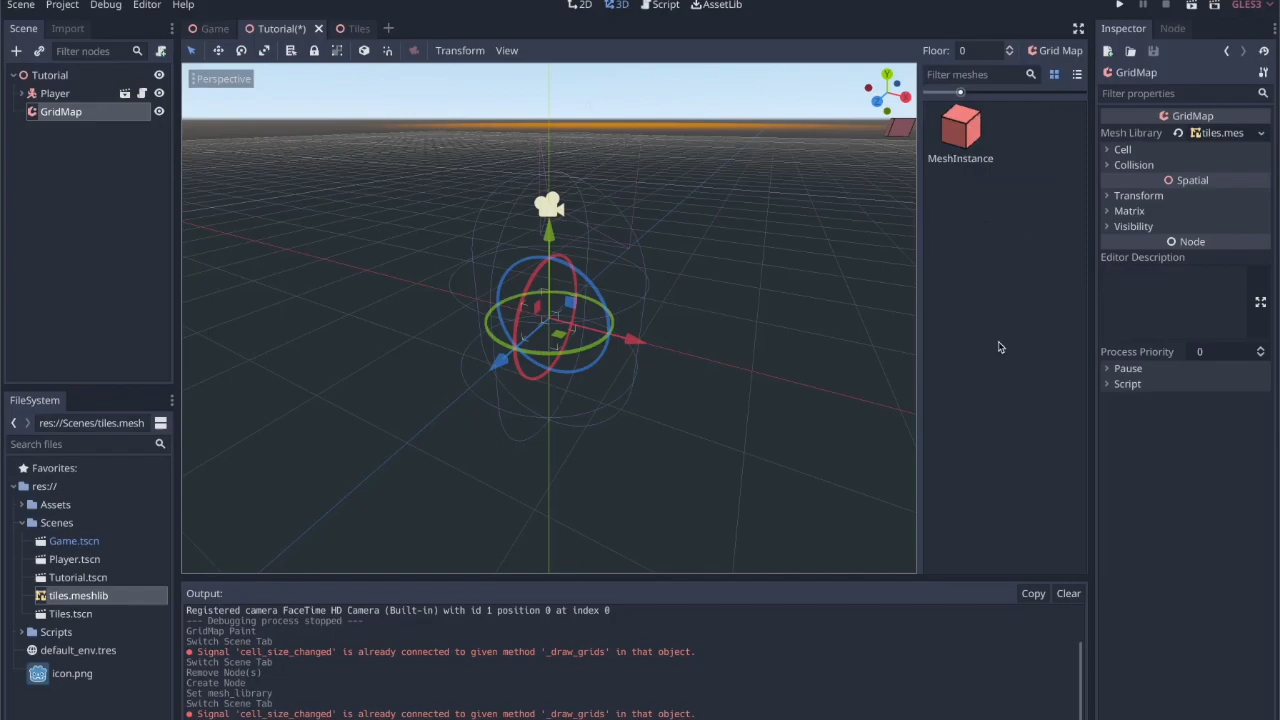 Scene Project Debug Editor Help
2D 3D Script AssetLib
GLES3
Scene Import
Filter nodes
Tutorial
Player
GridMap
Game Tutorial(*) Tiles
Transform View
Floor: 0 Grid Map
Perspective
Y
X
Z
Filter meshes
MeshInstance
Inspector Node
GridMap
Filter properties
GridMap
Mesh Library tiles.mes
Cell
Collision
Spatial
Transform
Matrix
Visibility
Node
Editor Description
Process Priority 0
Pause
Script
FileSystem
res://Scenes/tiles.mesh
Search files
Favorites:
res://
Assets
Scenes
Game.tscn
Player.tscn
Tutorial.tscn
tiles.meshlib
Tiles.tscn
Scripts
default_env.tres
icon.png
Output:
Copy Clear
Registered camera FaceTime HD Camera (Built-in) with id 1 position 0 at index 0
--- Debugging process stopped ---
GridMap Paint
Switch Scene Tab
Signal 'cell_size_changed' is already connected to given method '_draw_grids' in that object.
Switch Scene Tab
Remove Node(s)
Create Node
Set mesh_library
Switch Scene Tab
Signal 'cell_size_changed' is already connected to given method '_draw_grids' in that object.